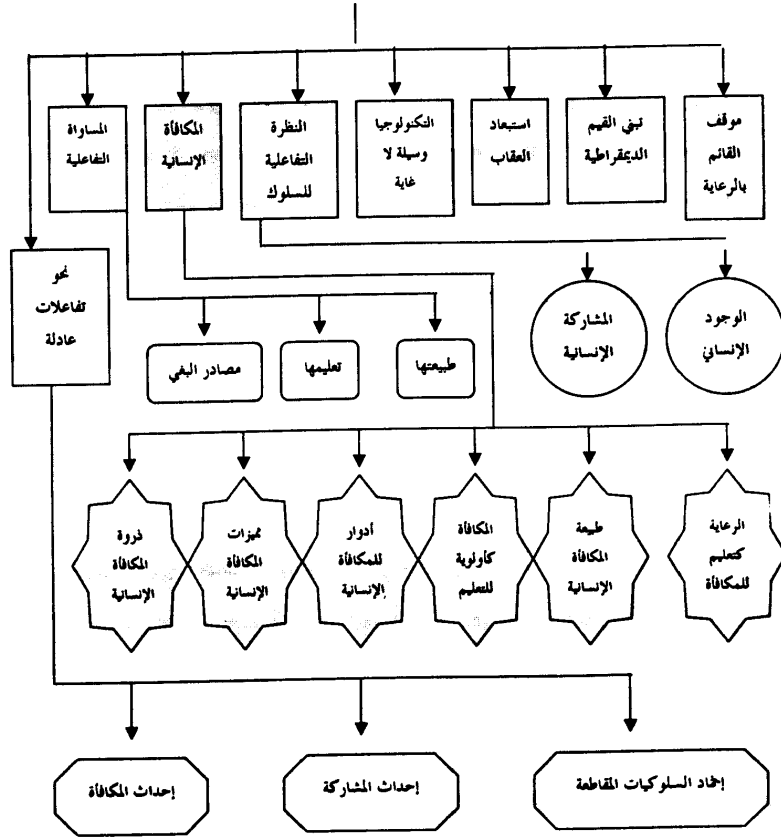 موقف
القائم
بالرعاية
تبني القيم
الديمقراطية
استبعاد
العقاب
التكنولوجيا
وسيلة لا
غاية
النظرة
التفاعلية
للسلوك
المكافأة
الإنسانية
المساواة
التفاعلية
نحو
تفاعلات
عادلة
الوجود
الإنساني
المشاركة
الإنسانية
طبيعتها
تعليمها
مصادر البغي
الرعاية
كتعليم
للمكافأة
طبيعة
المكافأة
الإنسانية
المكافأة
كأولوية
للتعليم
أدوار
للمكافأة
الإنسانية
مميزات
المكافأة
الإنسانية
ذروة
المكافأة
الإنسانية
إخماد السلوكيات المقاطعة
إحداث المشاركة
إحداث المكافأة